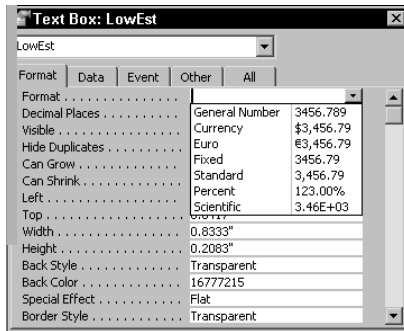 Text Box: LowEst
LowEst
Format Data Event Other All
Format . . . . . . . . . . . . . . .
Decimal Places . . . . . . . . . . . General Number 3456.789
Visible . . . . . . . . . . . . . . . Currency $3,456.79
Hide Duplicates . . . . . . . . . . . Euro €3,456.79
Can Grow . . . . . . . . . . . . . . . Fixed 3456.79
Can Shrink . . . . . . . . . . . . . . . Standard 3,456.79
Left . . . . . . . . . . . . . . . Percent 123.00%
Top . . . . . . . . . . . . . . . Scientific 3.46E+03
Width . . . . . . . . . . . . . . . 0.8333"
Height . . . . . . . . . . . . . . . 0.2083"
Back Style . . . . . . . . . . . . . Transparent
Back Color . . . . . . . . . . . . . 16777215
Special Effect . . . . . . . . . . . Flat
Border Style . . . . . . . . . . . . Transparent